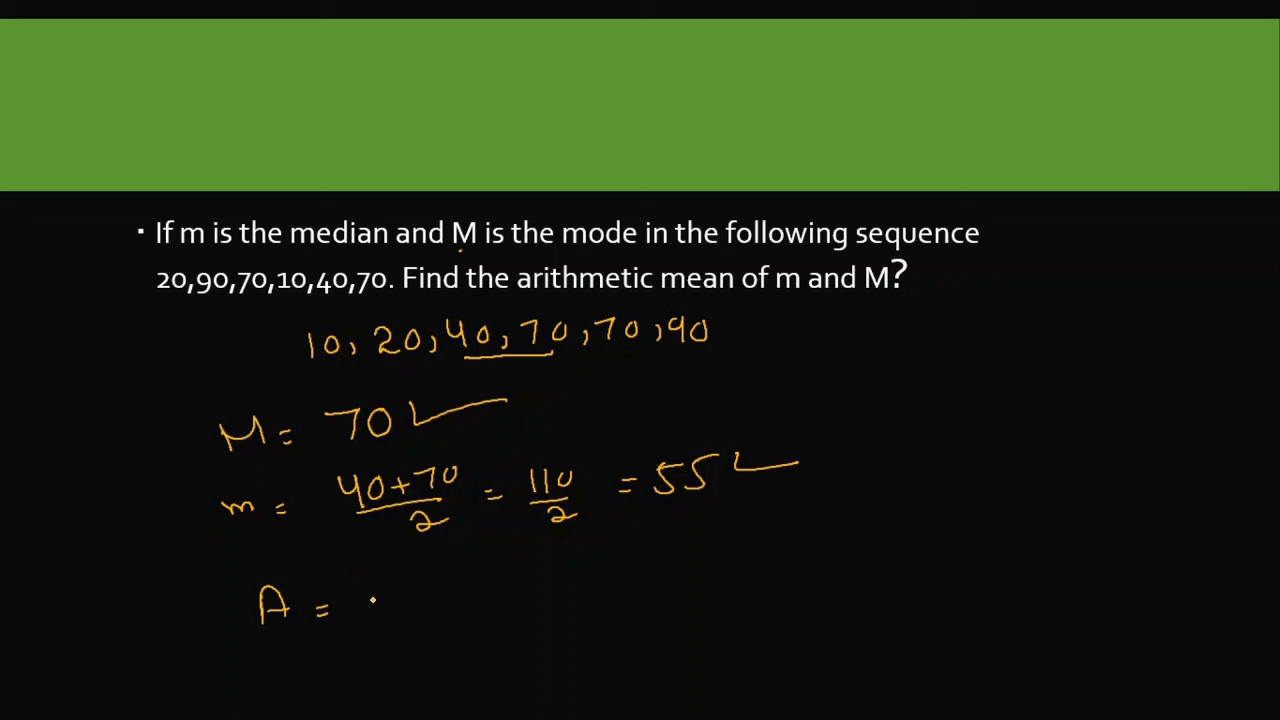 ▪ If m is the median and M is the mode in the following sequence
20,90,70,10,40,70. Find the arithmetic mean of m and M?
10, 20, 40, 70, 70, 90
M = 70
m = 40+70/2 = 110/2 = 55
A =